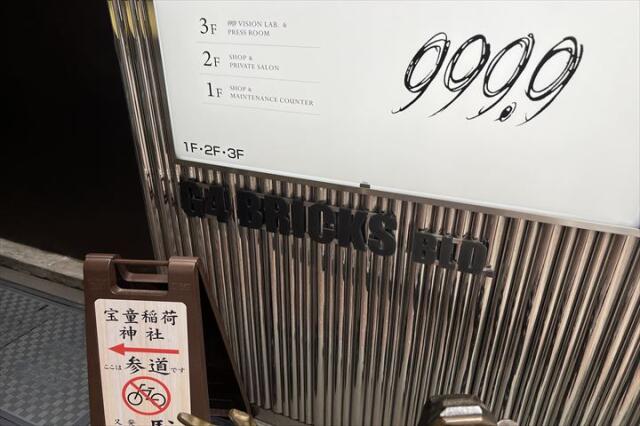 3F 999.9 VISION LAB. &
PRESS ROOM
2F SHOP &
PRIVATE SALON
1F SHOP &
MAINTENANCE COUNTER
999.9
1F・2F・3F
G4 BRICKS BLD.
宝童稲荷
神社
ここは参道です